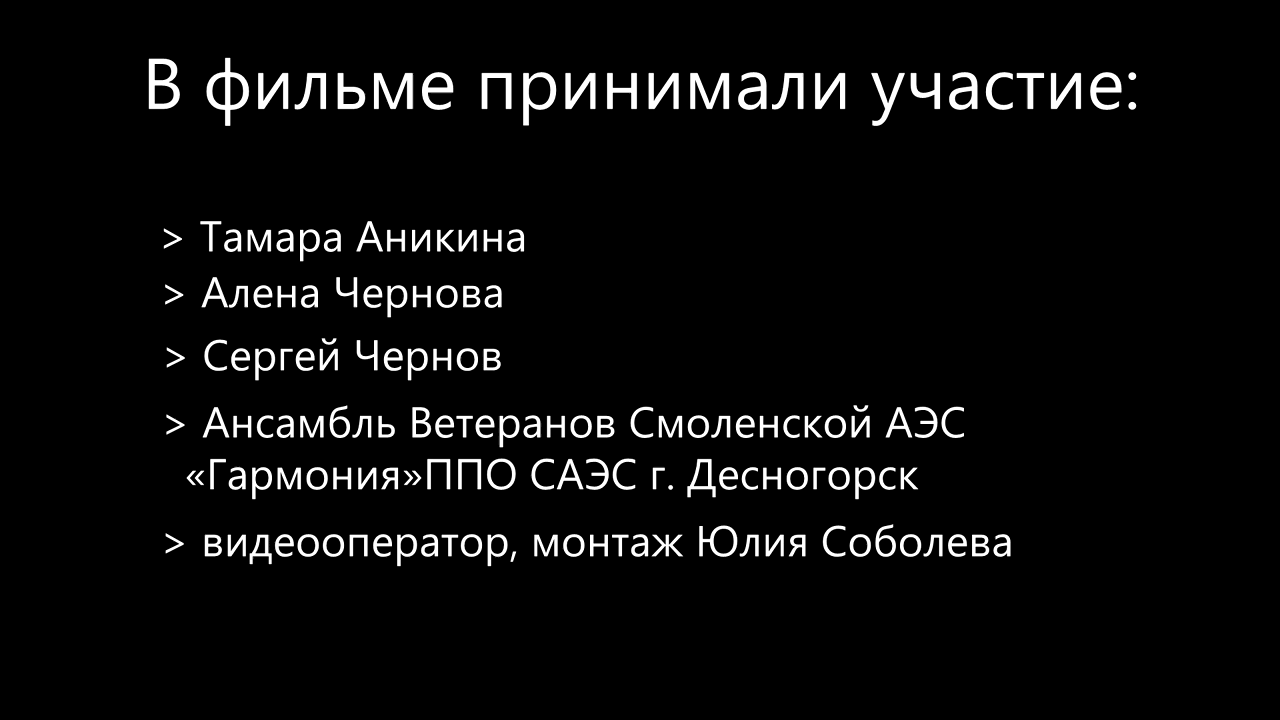 В фильме принимали участие:
> Тамара Аникина
> Алена Чернова
> Сергей Чернов
> Ансамбль Ветеранов Смоленской АЭС
«Гармония»ППО САЭС г. Десногорск
> видеооператор, монтаж Юлия Соболева